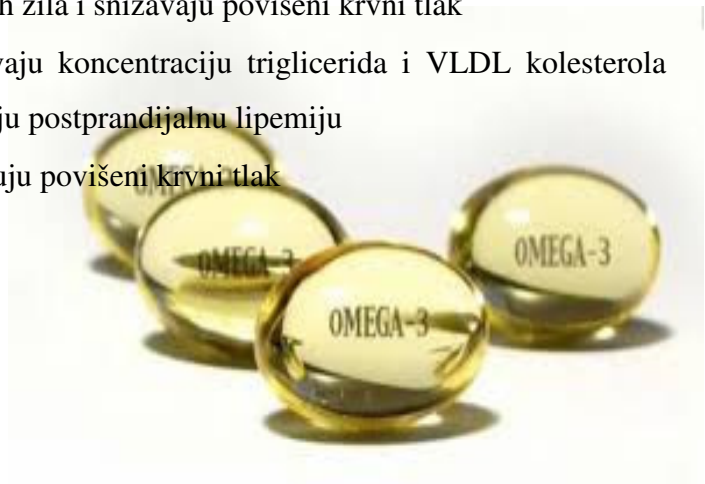 h žila i snižavaju povišeni krvni tlak
vaju koncentraciju triglicerida i VLDL kolesterola
ju postprandijalnu lipemiju
uju povišeni krvni tlak
OMEGA-3
OMEGA-3
OMEGA-3